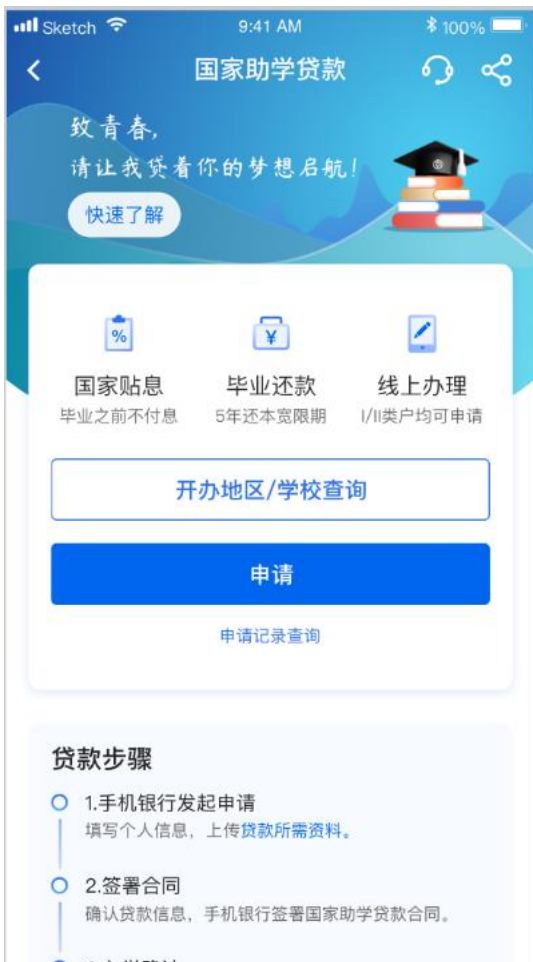 Sketch 9:41 AM 100%
国家助学贷款
致青春,
请让我贷着你的梦想启航!
快速了解
% ¥
国家贴息 毕业还款 线上办理
毕业之前不付息 5年还本宽限期 I/II类户均可申请
开办地区/学校查询
申请
申请记录查询
贷款步骤
1.手机银行发起申请
填写个人信息，上传贷款所需资料。
2.签署合同
确认贷款信息，手机银行签署国家助学贷款合同。